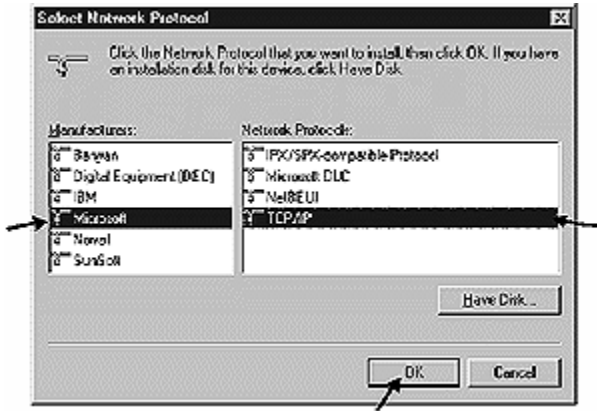 Select Network Protocol
Click the Network Protocol that you want to install, then click OK. If you have
an installation disk for this device, click Have Disk.
Manufacturers:
Banyan
Digital Equipment (DEC)
IBM
Microsoft
Novell
SunSoft
Network Protocols:
IPX/SPX-compatible Protocol
Microsoft DLC
NetBEUI
TCP/IP
Have Disk...
OK
Cancel